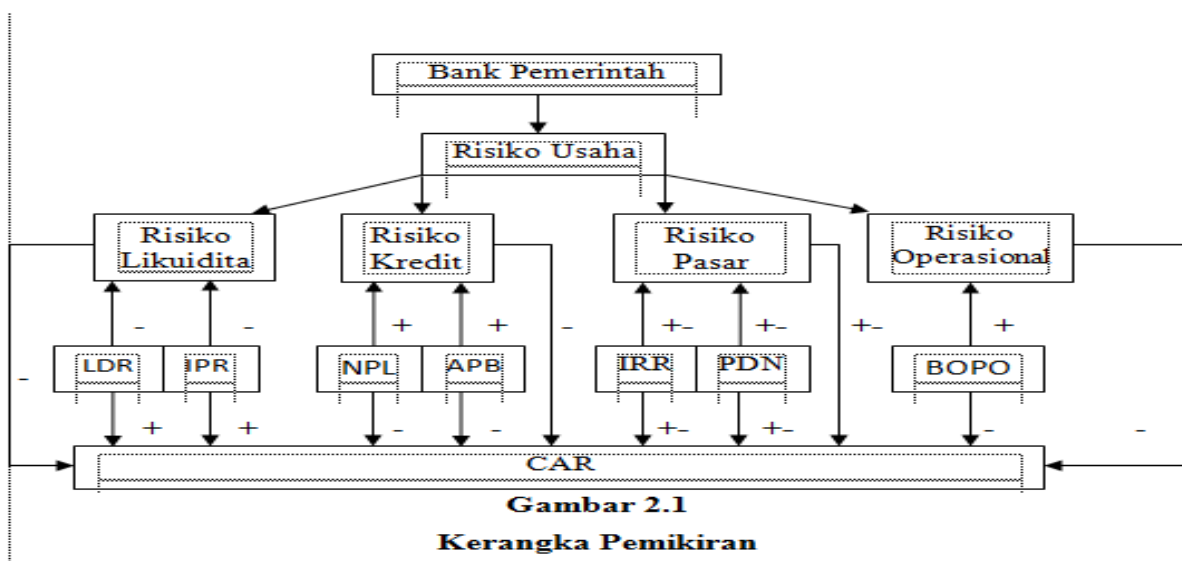 Bank Pemerintah
Risiko Usaha
Risiko
Likuidita
Risiko
Kredit
Risiko
Pasar
Risiko
Operasional
- - + + - +- +- +- +
LDR IPR NPL APB IRR PDN BOPO
-
+ + - - +- +- - -
CAR
Gambar 2.1
Kerangka Pemikiran